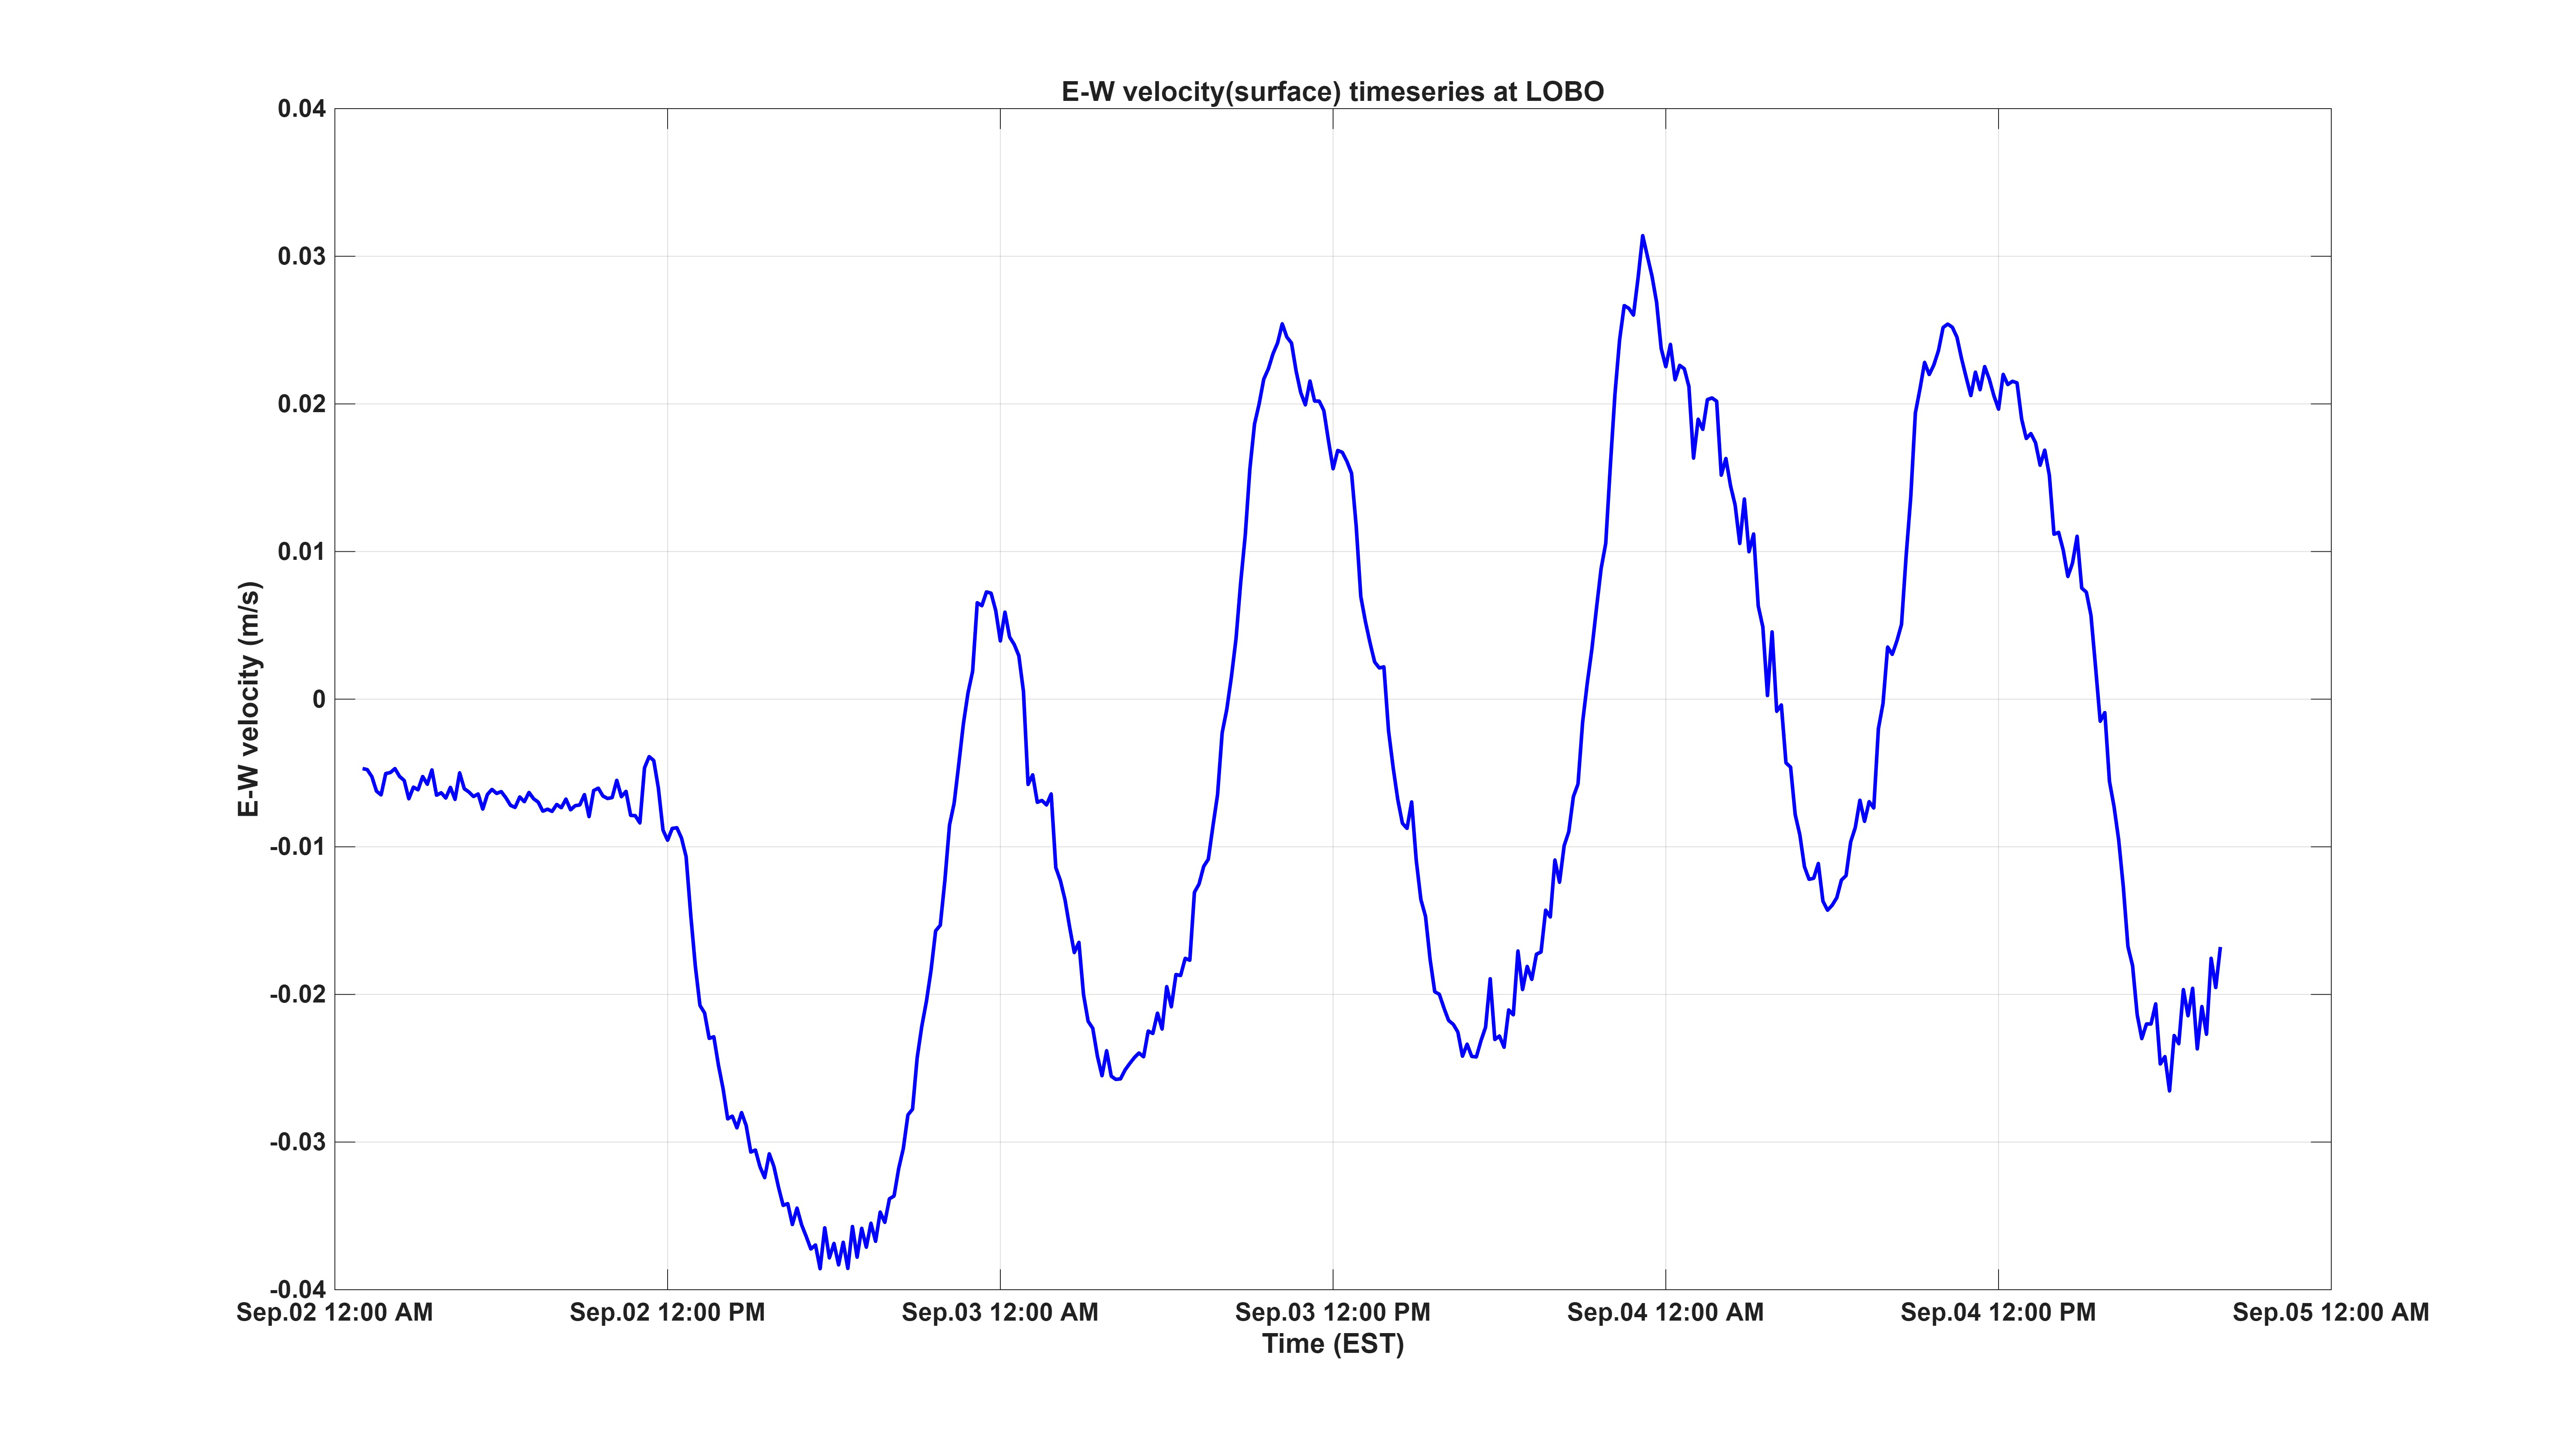 E-W velocity(surface) timeseries at LOBO
0.04
0.03
0.02
0.01
0
-0.01
-0.02
-0.03
-0.04
E-W velocity (m/s)
Sep.02 12:00 AM Sep.02 12:00 PM Sep.03 12:00 AM Sep.03 12:00 PM Sep.04 12:00 AM Sep.04 12:00 PM Sep.05 12:00 AM
Time (EST)